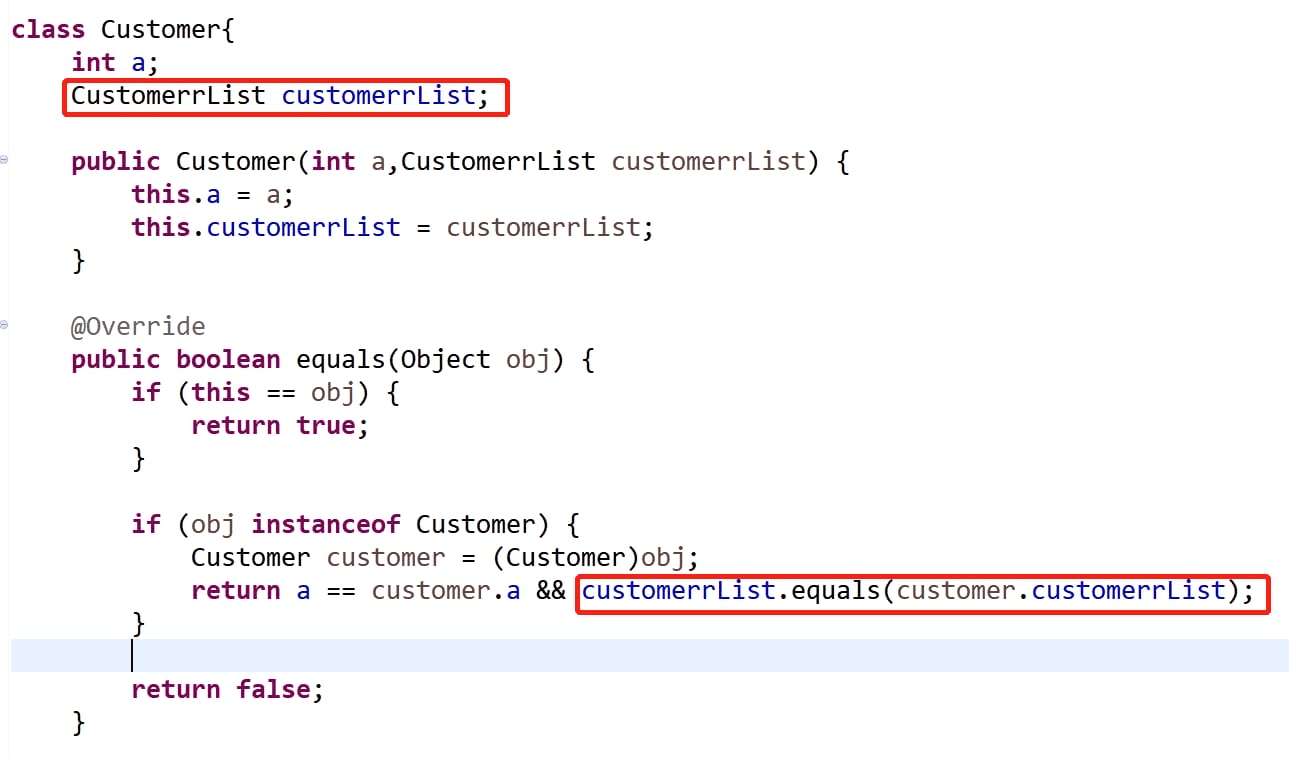 class Customer{
    int a;
    CustomerrList customerrList;
    public Customer(int a,CustomerrList customerrList) {
        this.a = a;
        this.customerrList = customerrList;
    }
    @Override
    public boolean equals(Object obj) {
        if (this == obj) {
            return true;
        }
        if (obj instanceof Customer) {
            Customer customer = (Customer)obj;
            return a == customer.a && customerrList.equals(customer.customerrList);
        }
        return false;
    }